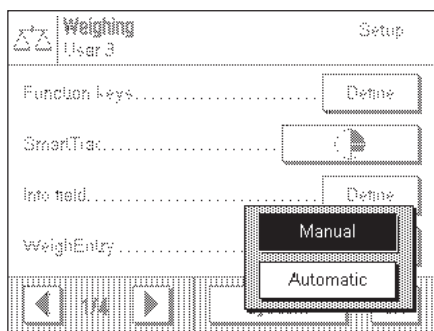 Weighing Setup
User 3
Function keys........................ Define
SmartTrac........................
Info field........................ Define
WeighEntry................
Manual
Automatic
1/4